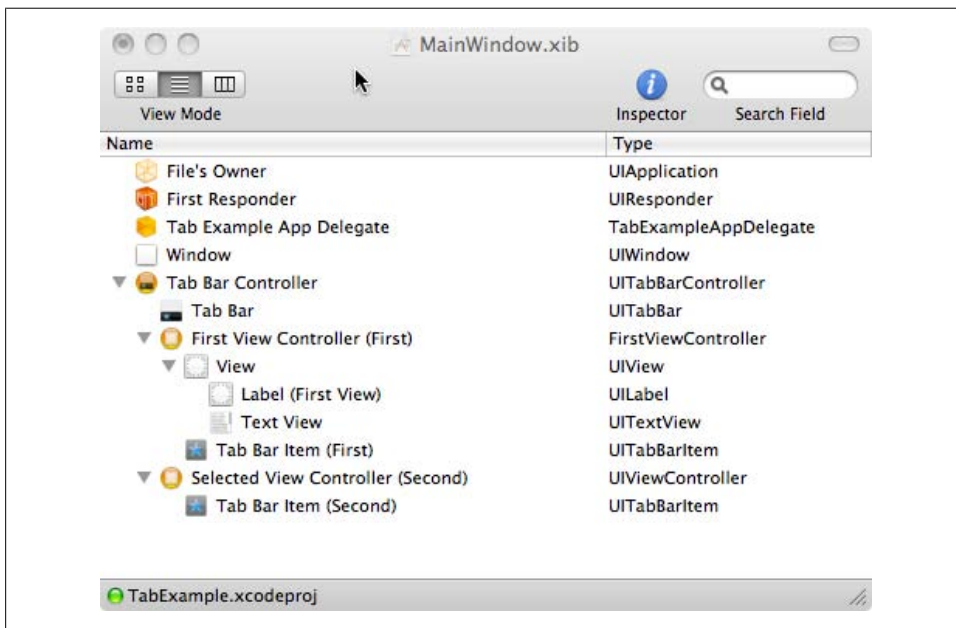 MainWindow.xib
View Mode
Inspector
Search Field
Name Type
File's Owner UIApplication
First Responder UIResponder
Tab Example App Delegate TabExampleAppDelegate
Window UIWindow
Tab Bar Controller UITabBarController
Tab Bar UITabBar
First View Controller (First) FirstViewController
View UIView
Label (First View) UILabel
Text View UITextView
Tab Bar Item (First) UITabBarItem
Selected View Controller (Second) UIViewController
Tab Bar Item (Second) UITabBarItem
TabExample.xcodeproj